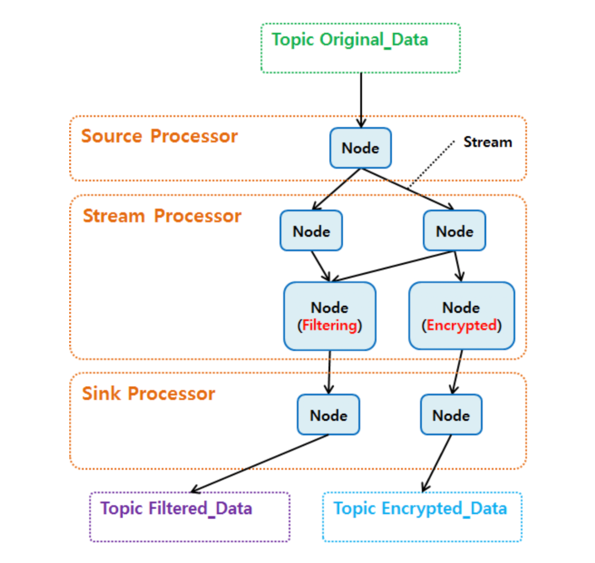 Topic Original_Data
Source Processor
Node
Stream
Stream Processor
Node
Node
Node
(Filtering)
Node
(Encrypted)
Sink Processor
Node
Node
Topic Filtered_Data
Topic Encrypted_Data